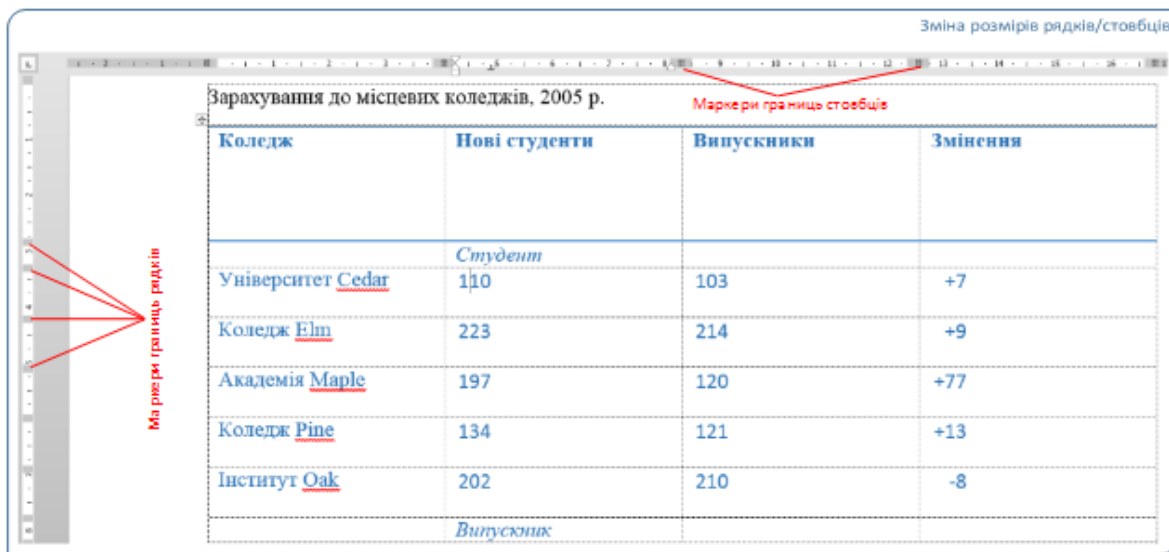 Зміна розмірів рядків/стовбців
Зарахування до місцевих коледжів, 2005 р.
Маркери границь стовбців
Коледж Нові студенти Випускники Змінення
Студент
Університет Cedar 110 103 +7
Коледж Elm 223 214 +9
Академія Maple 197 120 +77
Коледж Pine 134 121 +13
Інститут Oak 202 210 -8
Випускник
Маркери границь рядків